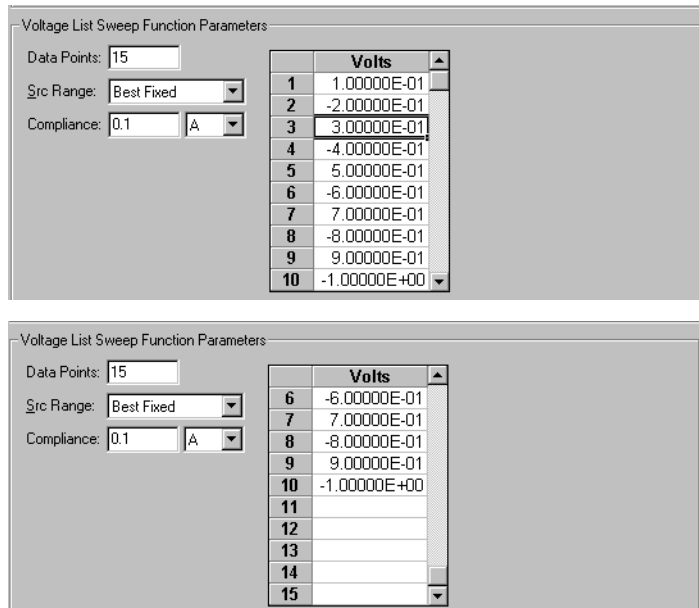 Voltage List Sweep Function Parameters
Data Points: 15
Src Range: Best Fixed
Compliance: 0.1 A
Volts
1 1.00000E-01
2 -2.00000E-01
3 3.00000E-01
4 -4.00000E-01
5 5.00000E-01
6 -6.00000E-01
7 7.00000E-01
8 -8.00000E-01
9 9.00000E-01
10 -1.00000E+00
Voltage List Sweep Function Parameters
Data Points: 15
Src Range: Best Fixed
Compliance: 0.1 A
Volts
6 -6.00000E-01
7 7.00000E-01
8 -8.00000E-01
9 9.00000E-01
10 -1.00000E+00
11
12
13
14
15